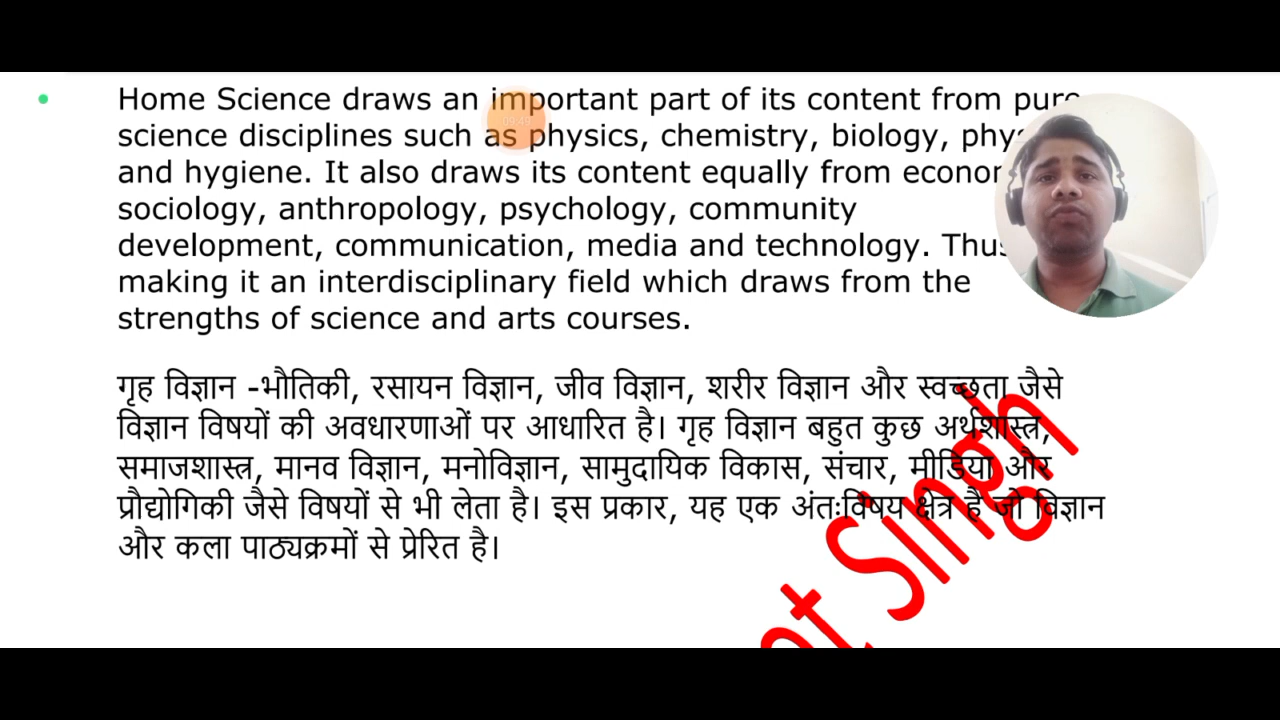 Home Science draws an important part of its content from pure
science disciplines such as physics, chemistry, biology,
and hygiene. It also draws its content equally from
sociology, anthropology, psychology, community
development, communication, media and technology. Thus
making it an interdisciplinary field which draws from the
strengths of science and arts courses.
गृह विज्ञान -भौतिकी, रसायन विज्ञान, जीव विज्ञान, शरीर विज्ञान और स्वच्छता जैसे
विज्ञान विषयों की अवधारणाओं पर आधारित है। गृह विज्ञान बहुत कुछ अर्थशास्त्र,
समाजशास्त्र, मानव विज्ञान, मनोविज्ञान, सामुदायिक विकास, संचार, मीडिया और
प्रौद्योगिकी जैसे विषयों से भी लेता है। इस प्रकार, यह एक अंतःविषय क्षेत्र है जो विज्ञान
और कला पाठ्यक्रमों से प्रेरित है।
Singh